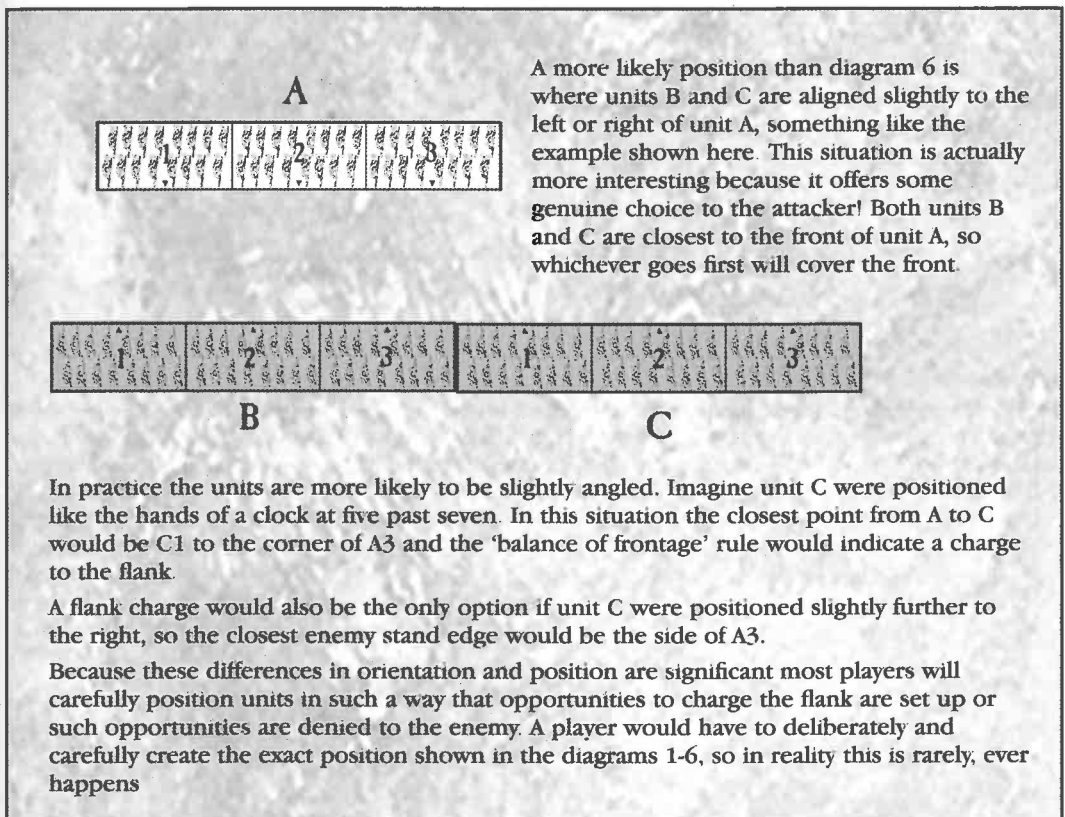 A
1 2 3
A more likely position than diagram 6 is
where units B and C are aligned slightly to the
left or right of unit A, something like the
example shown here. This situation is actually
more interesting because it offers some
genuine choice to the attacker! Both units B
and C are closest to the front of unit A, so
whichever goes first will cover the front.
1 2 3 1 2 3
B C
In practice the units are more likely to be slightly angled. Imagine unit C were positioned
like the hands of a clock at five past seven. In this situation the closest point from A to C
would be C1 to the corner of A3 and the ‘balance of frontage’ rule would indicate a charge
to the flank.
A flank charge would also be the only option if unit C were positioned slightly further to
the right, so the closest enemy stand edge would be the side of A3.
Because these differences in orientation and position are significant most players will
carefully position units in such a way that opportunities to charge the flank are set up or
such opportunities are denied to the enemy. A player would have to deliberately and
carefully create the exact position shown in the diagrams 1-6, so in reality this is rarely, ever
happens